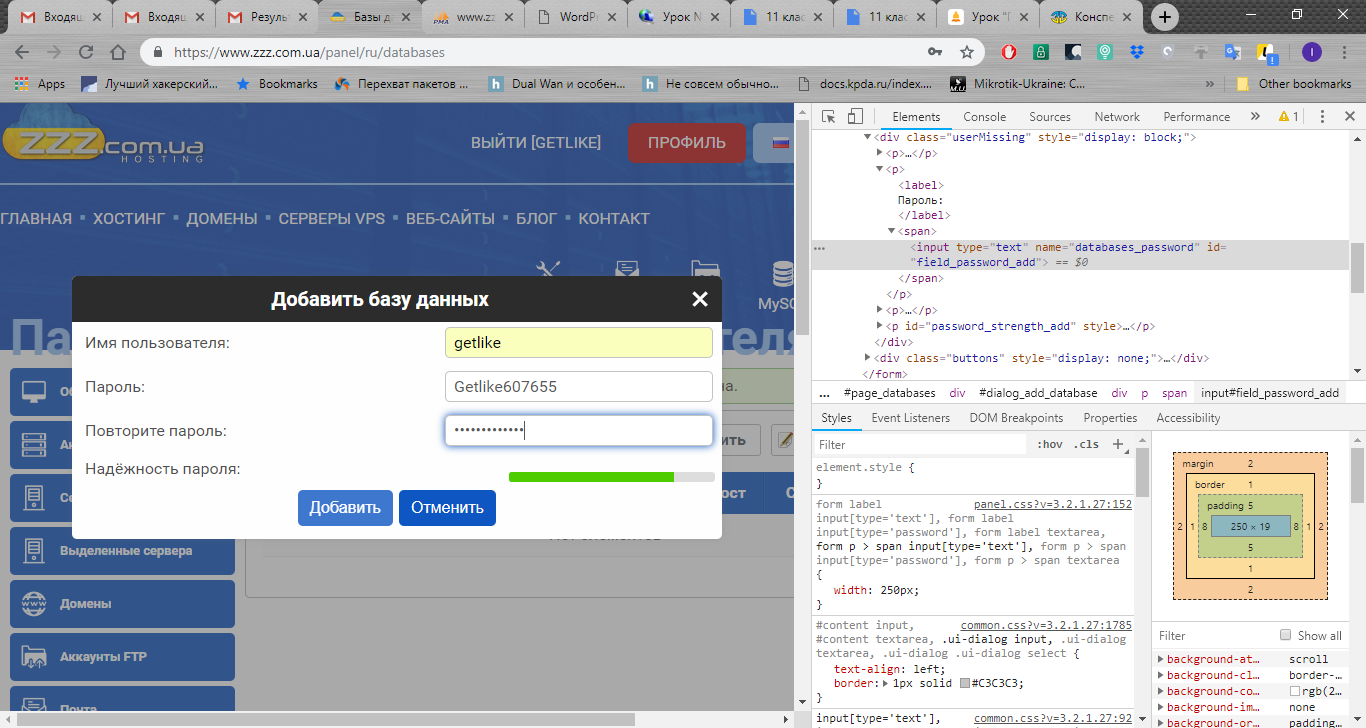 Входящ
Входящ
Резуль
Базы д
www.zz
WordPr
Урок N
11 клас
11 клас
Урок "Г
Конспе
https://www.zzz.com.ua/panel/ru/databases
Apps
Лучший хакерский...
Bookmarks
Перехват пакетов ...
Dual Wan и особен...
Не совсем обычно...
docs.kpda.ru/index....
Mikrotik-Ukraine: C...
»
Other bookmarks
ZZZ.com.ua
HOSTING
ВЫЙТИ [GETLIKE]
ПРОФИЛЬ
ГЛАВНАЯ ▪ ХОСТИНГ ▪ ДОМЕНЫ ▪ СЕРВЕРЫ VPS ▪ ВЕБ-САЙТЫ ▪ БЛОГ ▪ КОНТАКТ
Добавить базу данных
Имя пользователя:
getlike
Пароль:
Getlike607655
Повторите пароль:
•••••••••••••
Надёжность пароля:
Добавить
Отменить
Выделенные сервера
Домены
Аккаунты FTP
Почта
Elements
Console
Sources
Network
Performance
»
1
<div class="userMissing" style="display: block;">
<p>…</p>
<p>
<label>
Пароль:
</label>
<span>
<input type="text" name="databases_password" id=
"field_password_add"> == $0
</span>
</p>
<p>…</p>
<p id="password_strength_add" style>…</p>
</div>
<div class="buttons" style="display: none;">…</div>
</form>
... #page_databases div #dialog_add_database div p span input#field_password_add
Styles
Event Listeners
DOM Breakpoints
Properties
Accessibility
Filter
:hov .cls +
element.style {
}
form label panel.css?v=3.2.1.27:152
input[type='text'], form label
input[type='password'], form label textarea,
form p > span input[type='text'], form p > span
input[type='password'], form p > span textarea
{
width: 250px;
}
#content input, common.css?v=3.2.1.27:1785
#content textarea, .ui-dialog input, .ui-dialog
textarea, .ui-dialog .ui-dialog select {
text-align: left;
border: 1px solid #C3C3C3;
}
input[type='text'], common.css?v=3.2.1.27:92
margin 2
border 1
padding 5
2 1 8 250 × 19 8 1 2
5
1
2
Filter
Show all
background-at… scroll
background-cl… border-…
background-co… rgb(2…
background-im… none
background-or… padding…